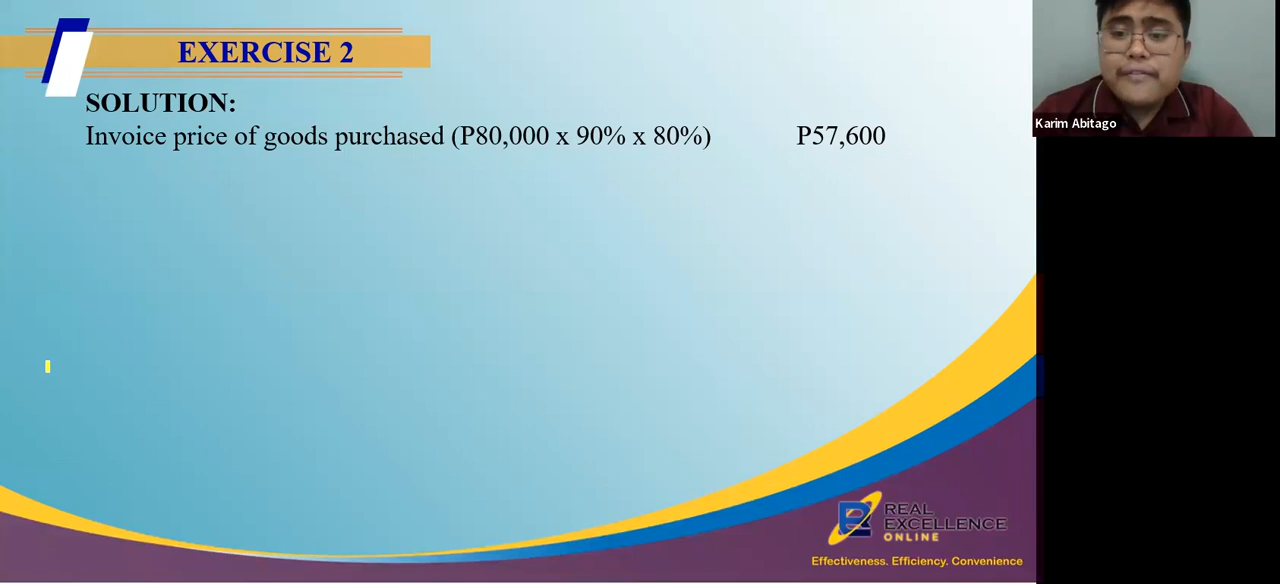 EXERCISE 2
SOLUTION:
Invoice price of goods purchased (P80,000 x 90% x 80%) P57,600
Karim Abitago
REAL
EXCELLENCE
ONLINE
Effectiveness. Efficiency. Convenience